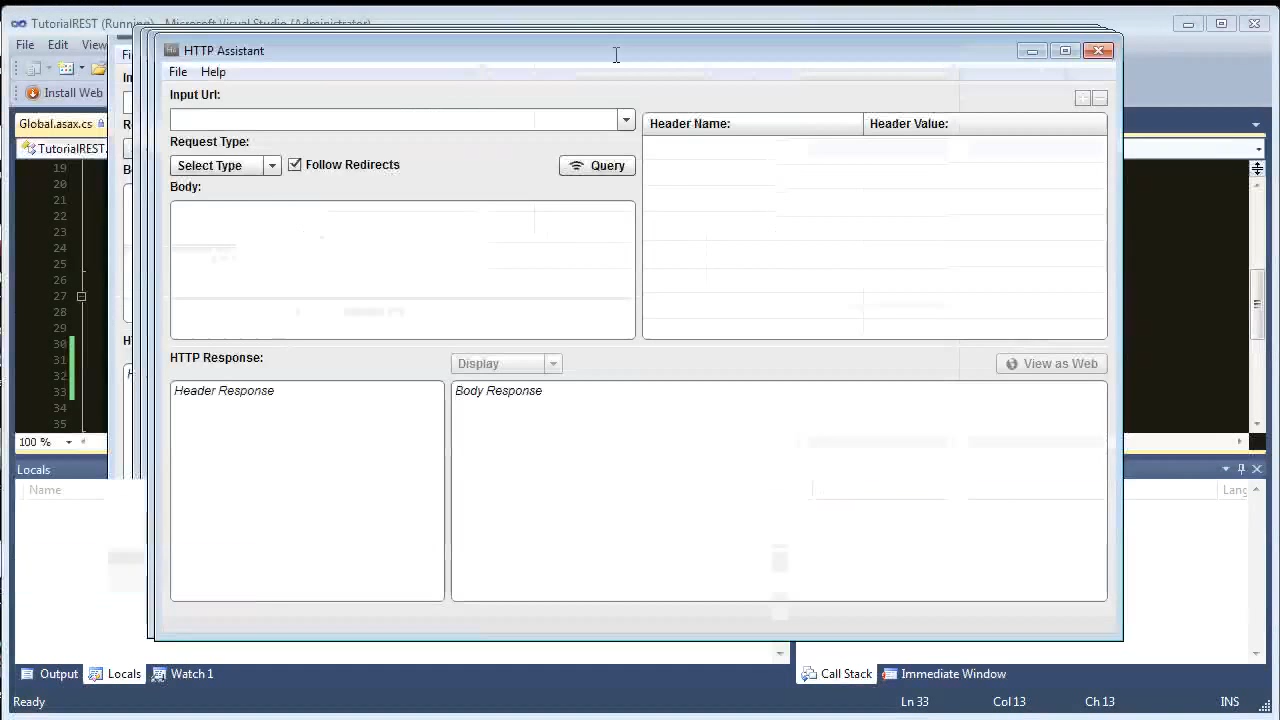 TutorialREST (Running) - Microsoft Visual Studio (Administrator)
File Edit View
HTTP Assistant
File Help
Install Web
Input Url:
Global.asax.cs
Header Name: Header Value:
Request Type:
TutorialREST.
Select Type Follow Redirects Query
Body:
19
20
21
22
23
24
25
26
27
28
29
30
31
32
33
34
35
HTTP Response: Display View as Web
Header Response Body Response
100 %
Locals
Name Lang
Output Locals Watch 1 Call Stack Immediate Window
Ready Ln 33 Col 13 Ch 13 INS